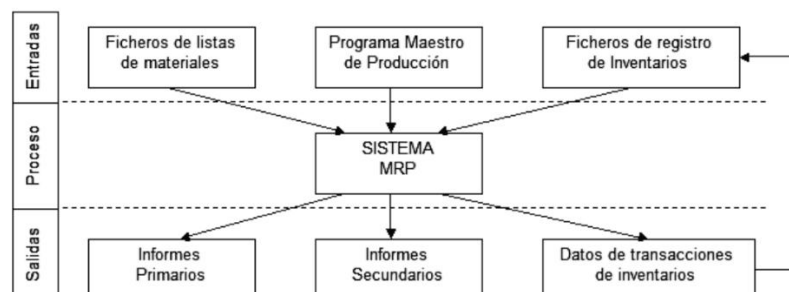 Entradas
Ficheros de listas
de materiales
Programa Maestro
de Producción
Ficheros de registro
de Inventarios
Proceso
SISTEMA
MRP
Salidas
Informes
Primarios
Informes
Secundarios
Datos de transacciones
de inventarios